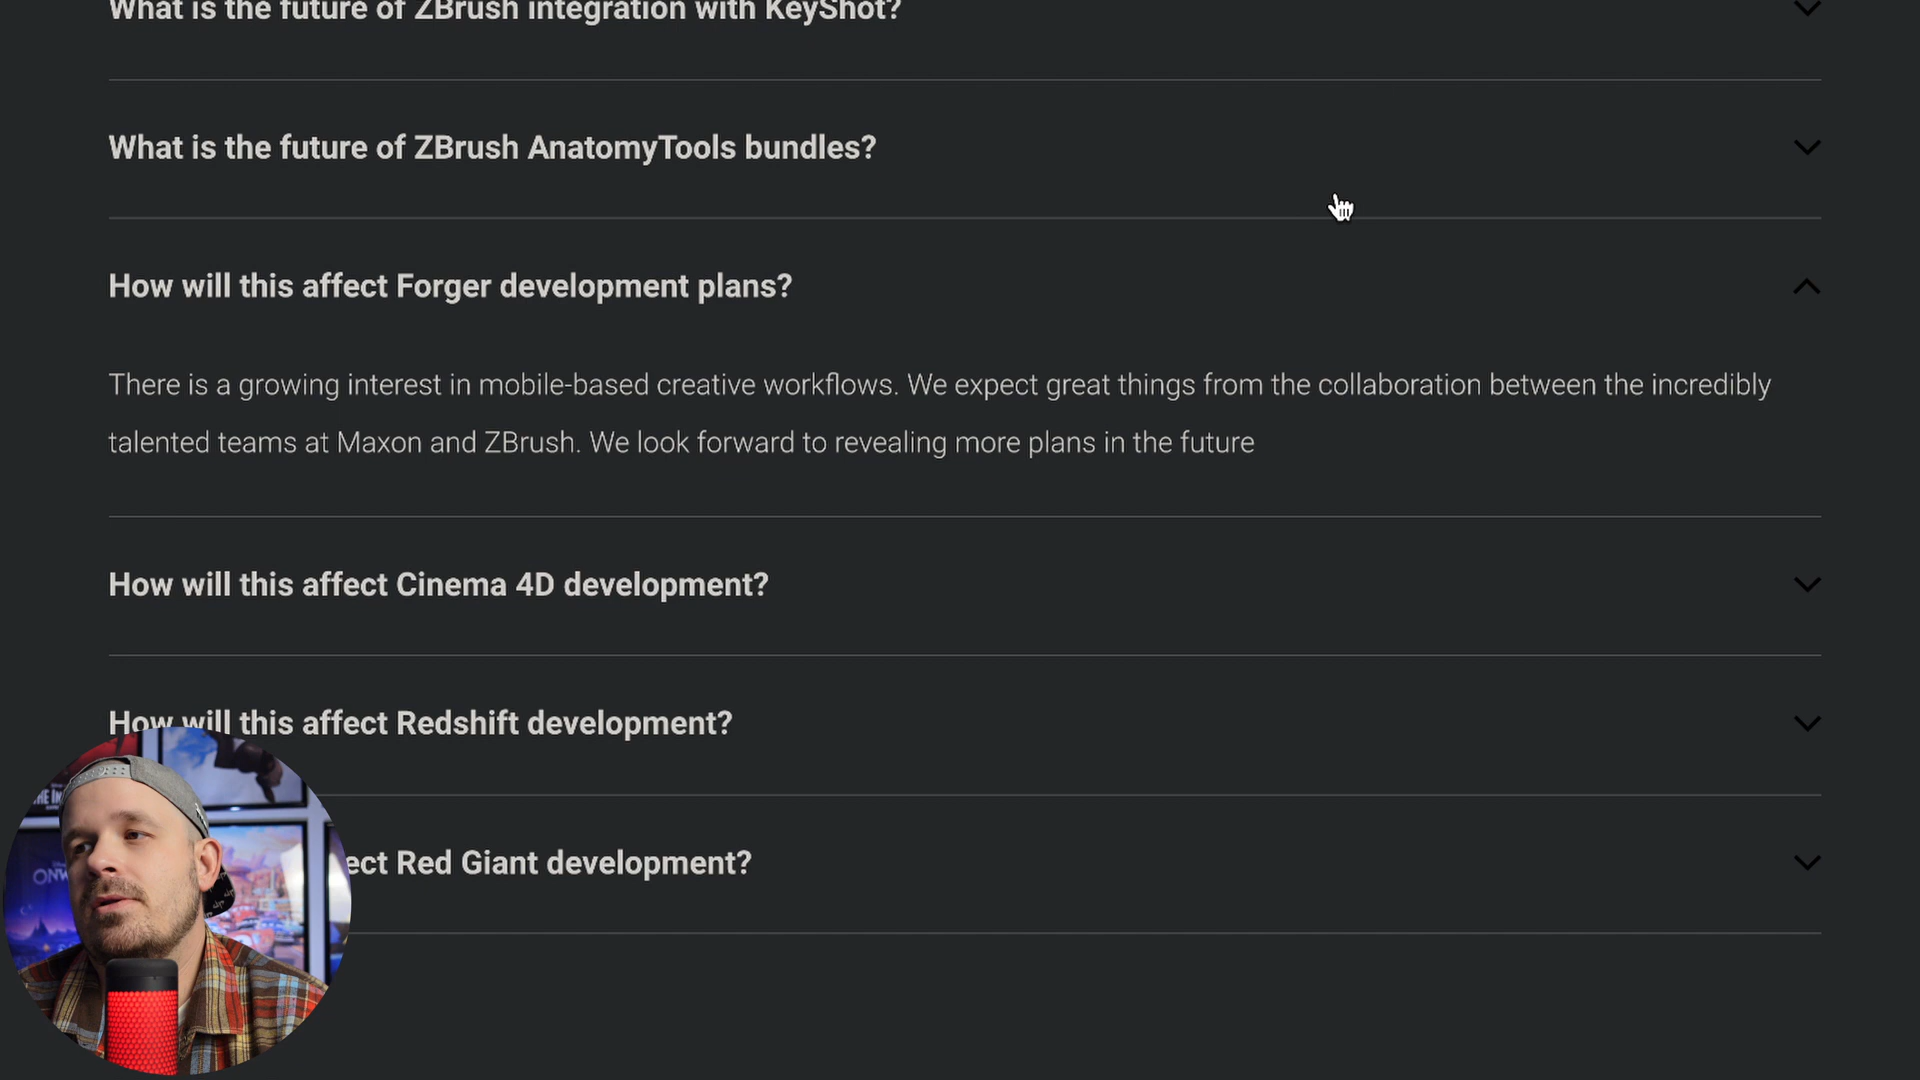 What is the future of ZBrush integration with KeyShot?
What is the future of ZBrush AnatomyTools bundles?
How will this affect Forger development plans?
There is a growing interest in mobile-based creative workflows. We expect great things from the collaboration between the incredibly
talented teams at Maxon and ZBrush. We look forward to revealing more plans in the future
How will this affect Cinema 4D development?
How will this affect Redshift development?
ect Red Giant development?
ONW